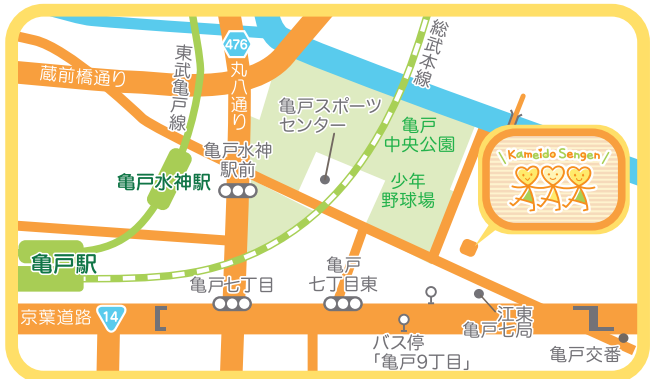 総武本線
476
東武亀戸線
丸八通り
蔵前橋通り
亀戸スポーツ
センター
亀戸
中央公園
亀戸水神
駅前
Kameido Sengen
亀戸水神駅
少年
野球場
亀戸駅
亀戸
七丁目東
亀戸七丁目
京葉道路
14
江東
亀戸七局
バス停
「亀戸9丁目」
亀戸交番